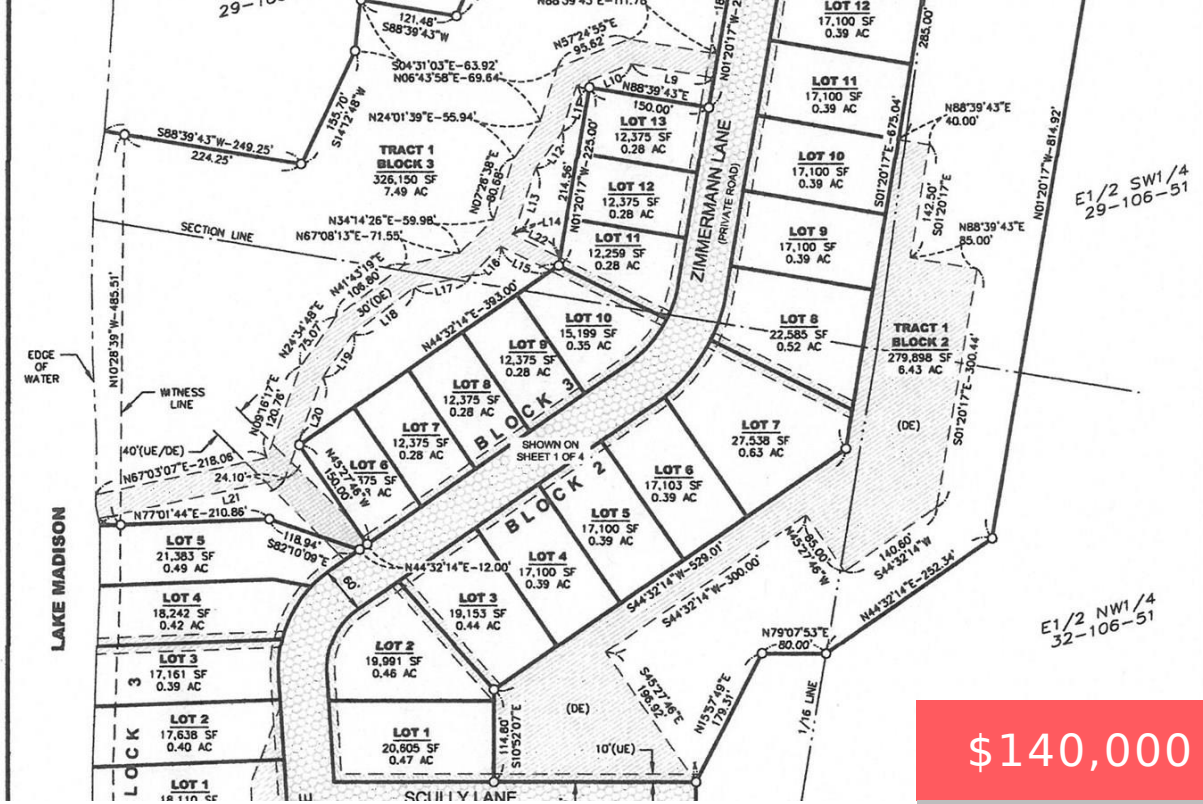 29-106-51
121.48'
S88°39'43"W
N57°24'55"E
95.62'
S04°31'03"E-63.92'
N06°43'58"E-69.64'
155.70'
S14°12'48"W
S88°39'43"W-249.25'
224.25'
N24°01'39"E-55.94'
TRACT 1
BLOCK 3
326,150 SF
7.49 AC
N34°14'26"E-59.98'
N67°08'13"E-71.55'
SECTION LINE
N41°43'19"E
106.80'
30'(DE)
N24°34'48"E
75.07'
N09°16'17"E
120.76'
L9
L10
L12
L13
L14
L22
L15
L16
L17
L18
L19
L20
L21
N88°39'43"E
150.00'
LOT 13
12,375 SF
0.28 AC
214.56'
N01°20'17"W-225.00'
LOT 12
12,375 SF
0.28 AC
LOT 11
12,259 SF
0.28 AC
ZIMMERMANN LANE
(PRIVATE ROAD)
LOT 12
17,100 SF
0.39 AC
285.00'
LOT 11
17,100 SF
0.39 AC
LOT 10
17,100 SF
0.39 AC
LOT 9
17,100 SF
0.39 AC
LOT 8
22,585 SF
0.52 AC
S01°20'17"E-675.04'
N88°39'43"E
40.00'
142.50'
S01°20'17"E
N88°39'43"E
85.00'
N01°20'17"W-814.92'
E1/2 SW1/4
29-106-51
TRACT 1
BLOCK 2
279,898 SF
6.43 AC
S01°20'17"E-300.44'
(DE)
N44°32'14"E-393.00'
LOT 10
15,199 SF
0.35 AC
LOT 9
12,375 SF
0.28 AC
LOT 8
12,375 SF
0.28 AC
LOT 7
12,375 SF
0.28 AC
LOT 6
N45°27'46"W
150.00'
BLOCK 3
SHOWN ON
SHEET 1 OF 4
BLOCK 2
LOT 7
27,538 SF
0.63 AC
LOT 6
17,103 SF
0.39 AC
LOT 5
17,100 SF
0.39 AC
LOT 4
17,100 SF
0.39 AC
LOT 3
19,153 SF
0.44 AC
EDGE
OF
WATER
N10°28'39"W-485.51'
WITNESS
LINE
40'(UE/DE)
N67°03'07"E-218.06'
24.10'
N77°01'44"E-210.86'
118.94'
S82°10'09"E
N44°32'14"E-12.00'
60'
LAKE MADISON
LOT 5
21,383 SF
0.49 AC
LOT 4
18,242 SF
0.42 AC
LOT 3
17,161 SF
0.39 AC
LOT 2
17,638 SF
0.40 AC
LOT 1
18,110 SF
LOCK 3
LOT 2
19,991 SF
0.46 AC
LOT 1
20,605 SF
0.47 AC
114.80'
S10°52'07"E
S44°32'14"W-529.01'
S44°32'14"W-300.00'
85.00'
N45°27'46"W
140.60'
S44°32'14"W
N44°32'14"E-252.34'
N79°07'53"E
80.00'
S45°27'46"E
196.92'
N15°37'49"E
179.31'
1/16 LINE
(DE)
10'(UE)
SCULLY LANE
E1/2 NW1/4
32-106-51
$140,000